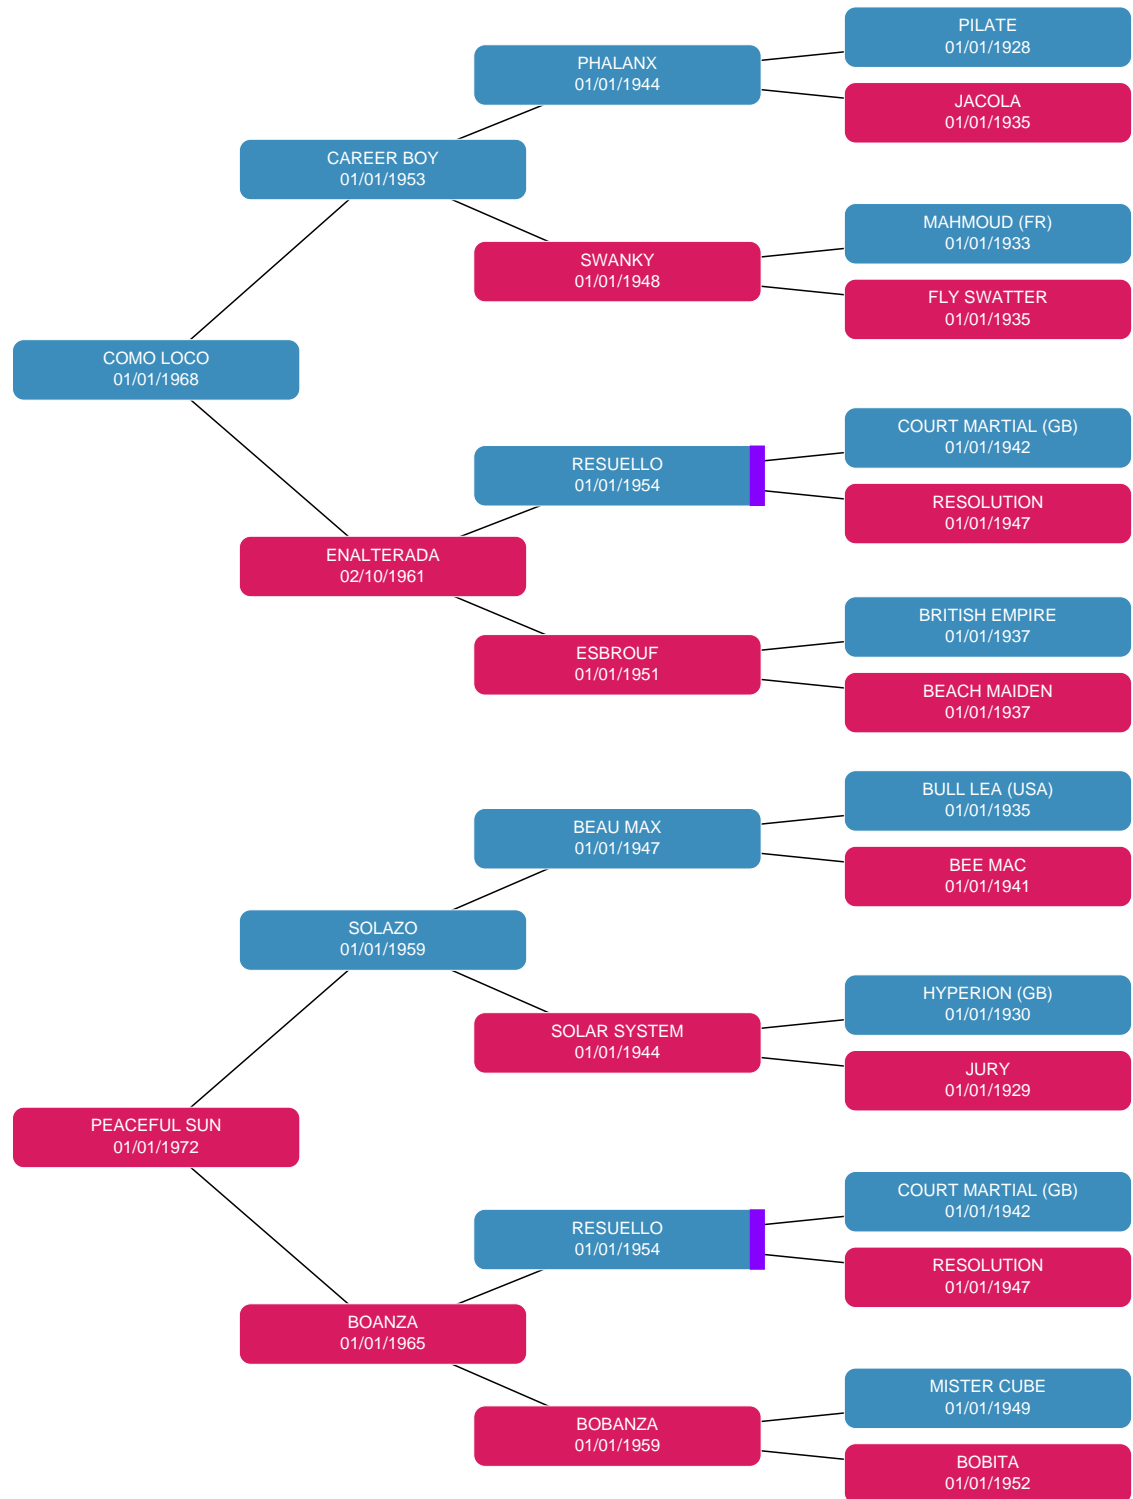 PILATE
01/01/1928
PHALANX
01/01/1944
JACOLA
01/01/1935
CAREER BOY
01/01/1953
MAHMOUD (FR)
01/01/1933
SWANKY
01/01/1948
FLY SWATTER
01/01/1935
COMO LOCO
01/01/1968
COURT MARTIAL (GB)
01/01/1942
RESUELLO
01/01/1954
RESOLUTION
01/01/1947
ENALTERADA
02/10/1961
BRITISH EMPIRE
01/01/1937
ESBROUF
01/01/1951
BEACH MAIDEN
01/01/1937
BULL LEA (USA)
01/01/1935
BEAU MAX
01/01/1947
BEE MAC
01/01/1941
SOLAZO
01/01/1959
HYPERION (GB)
01/01/1930
SOLAR SYSTEM
01/01/1944
JURY
01/01/1929
PEACEFUL SUN
01/01/1972
COURT MARTIAL (GB)
01/01/1942
RESUELLO
01/01/1954
RESOLUTION
01/01/1947
BOANZA
01/01/1965
MISTER CUBE
01/01/1949
BOBANZA
01/01/1959
BOBITA
01/01/1952